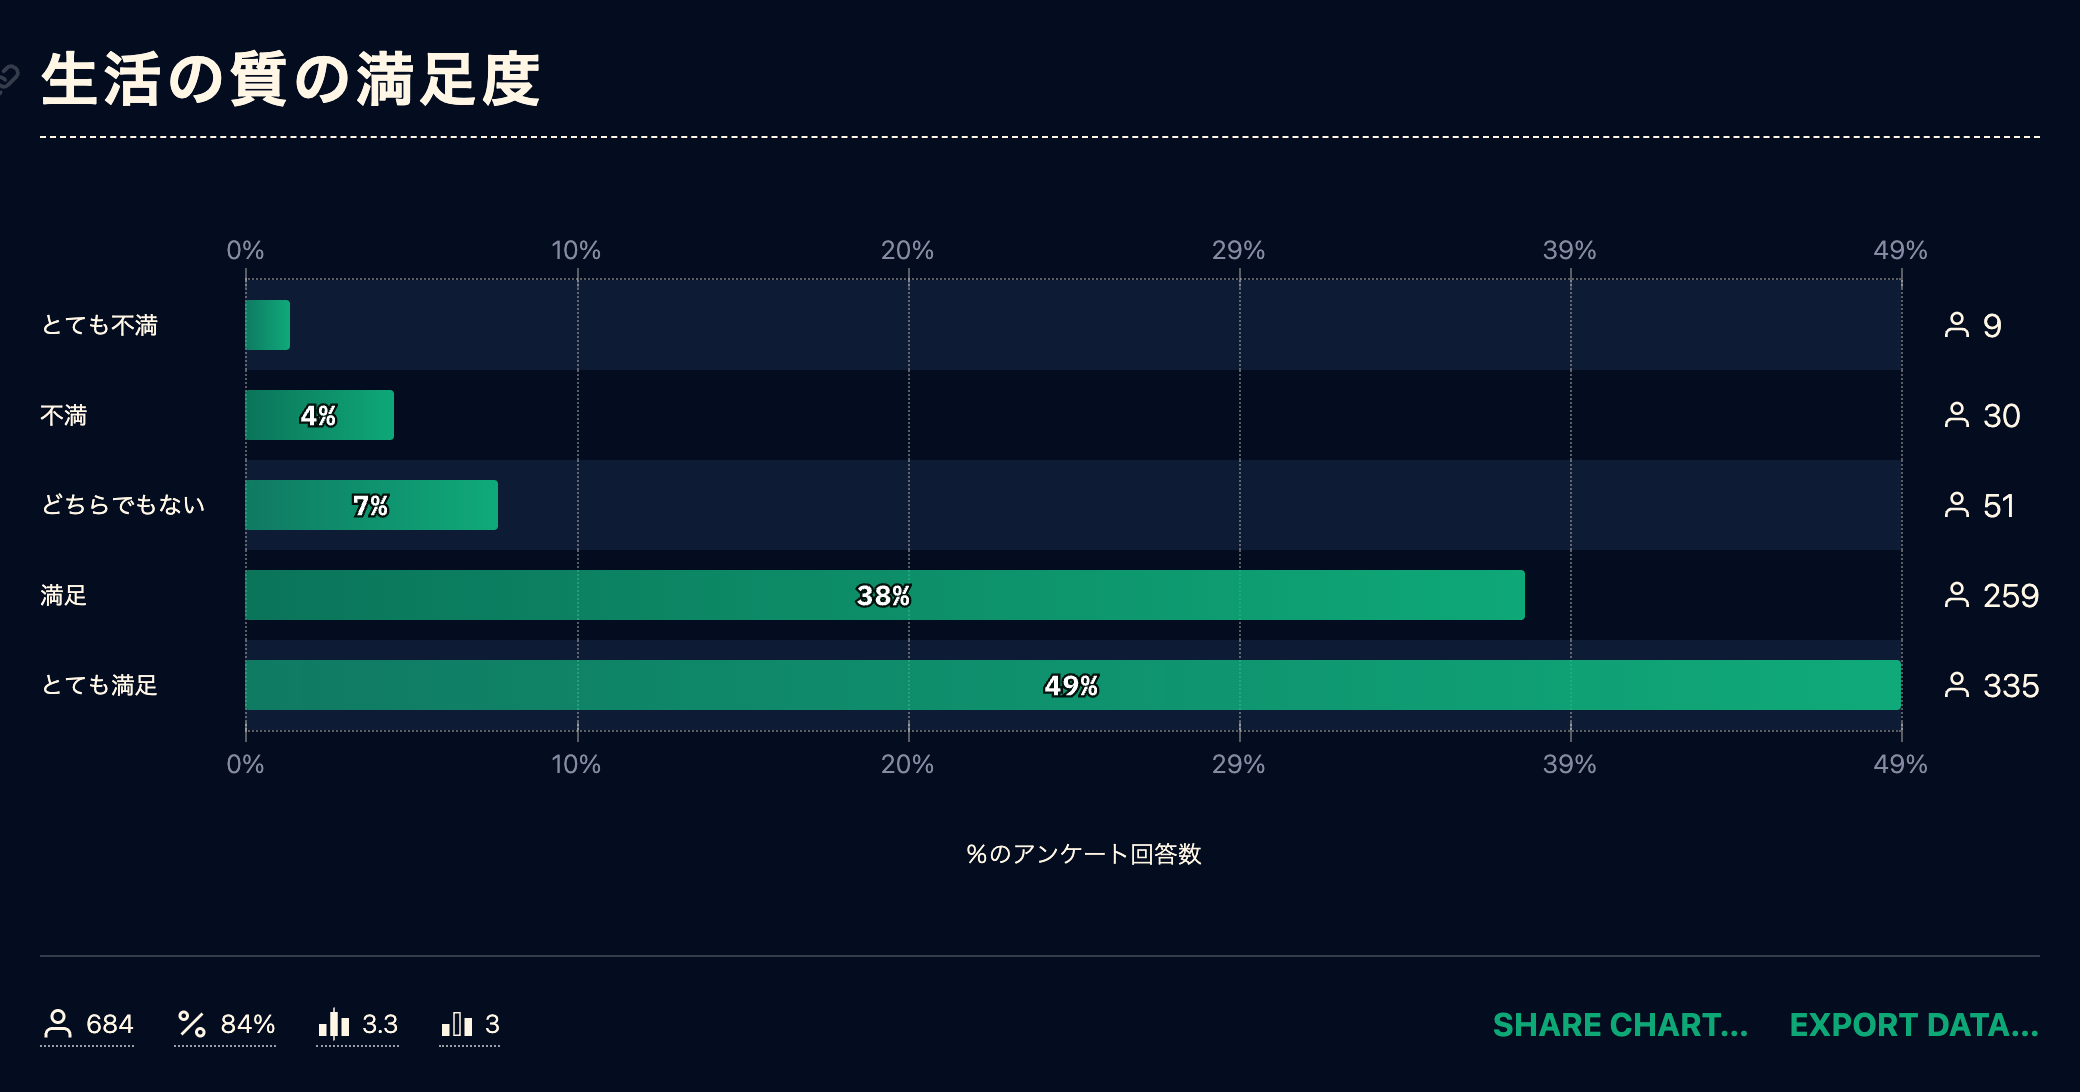 生活の質の満足度
0% 10% 20% 29% 39% 49%
とても不満 9
不満 4% 30
どちらでもない 7% 51
満足 38% 259
とても満足 49% 335
0% 10% 20% 29% 39% 49%
%のアンケート回答数
684 84% 3.3 3 SHARE CHART... EXPORT DATA...